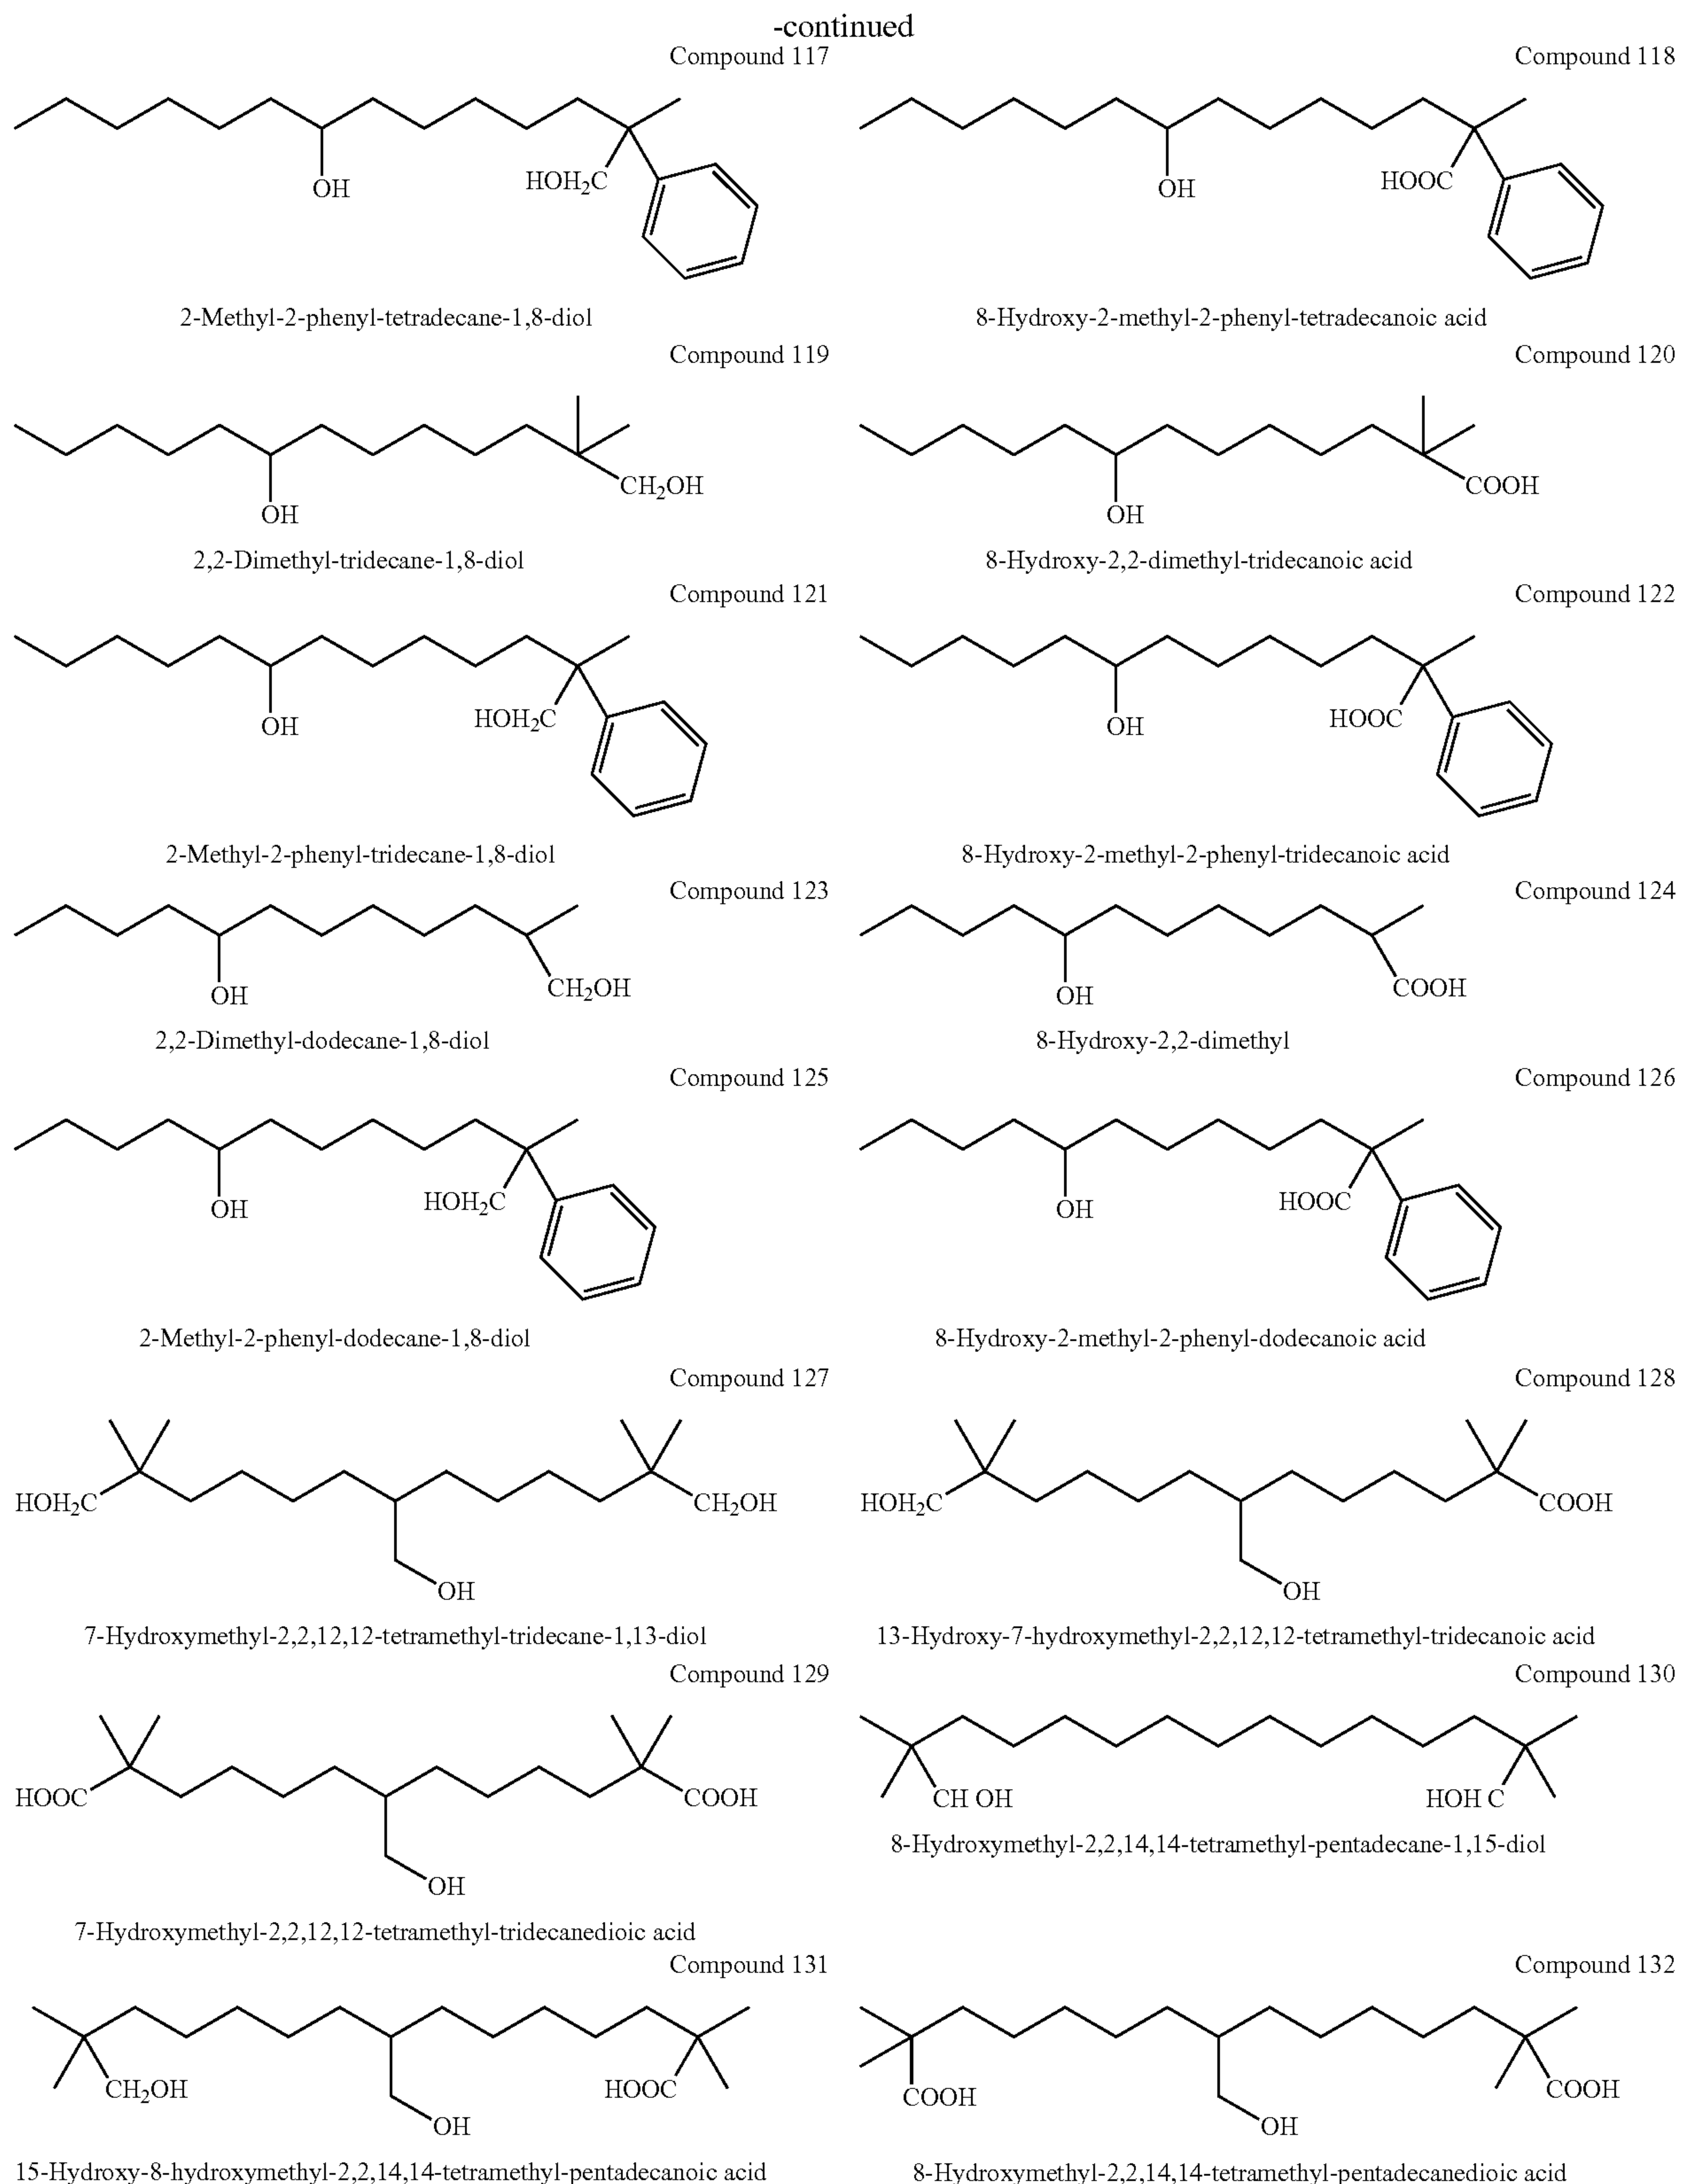 -continued
Compound 117
Compound 118
OH
HOH₂C
OH
HOOC
2-Methyl-2-phenyl-tetradecane-1,8-diol
8-Hydroxy-2-methyl-2-phenyl-tetradecanoic acid
Compound 119
Compound 120
CH₂OH
OH
COOH
OH
2,2-Dimethyl-tridecane-1,8-diol
8-Hydroxy-2,2-dimethyl-tridecanoic acid
Compound 121
Compound 122
OH
HOH₂C
OH
HOOC
2-Methyl-2-phenyl-tridecane-1,8-diol
8-Hydroxy-2-methyl-2-phenyl-tridecanoic acid
Compound 123
Compound 124
OH
CH₂OH
OH
COOH
2,2-Dimethyl-dodecane-1,8-diol
8-Hydroxy-2,2-dimethyl
Compound 125
Compound 126
OH
HOH₂C
OH
HOOC
2-Methyl-2-phenyl-dodecane-1,8-diol
8-Hydroxy-2-methyl-2-phenyl-dodecanoic acid
Compound 127
Compound 128
HOH₂C
CH₂OH
OH
HOH₂C
COOH
OH
7-Hydroxymethyl-2,2,12,12-tetramethyl-tridecane-1,13-diol
13-Hydroxy-7-hydroxymethyl-2,2,12,12-tetramethyl-tridecanoic acid
Compound 129
Compound 130
HOOC
COOH
OH
CH OH
HOH C
8-Hydroxymethyl-2,2,14,14-tetramethyl-pentadecane-1,15-diol
7-Hydroxymethyl-2,2,12,12-tetramethyl-tridecanedioic acid
Compound 131
Compound 132
CH₂OH
HOOC
OH
COOH
COOH
OH
15-Hydroxy-8-hydroxymethyl-2,2,14,14-tetramethyl-pentadecanoic acid
8-Hydroxymethyl-2,2,14,14-tetramethyl-pentadecanedioic acid